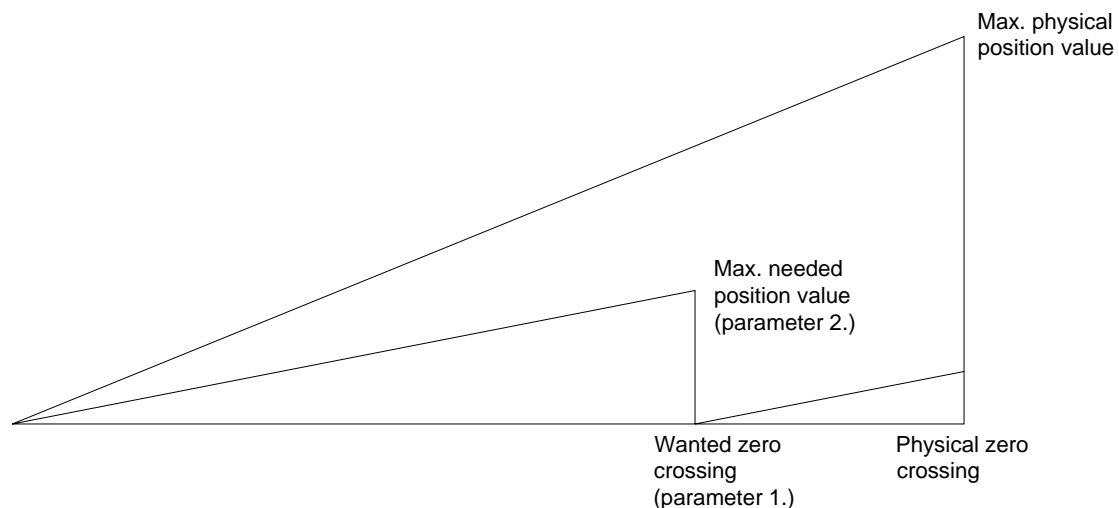 Max. physical
position value
Max. needed
position value
(parameter 2.)
Wanted zero
crossing
(parameter 1.)
Physical zero
crossing